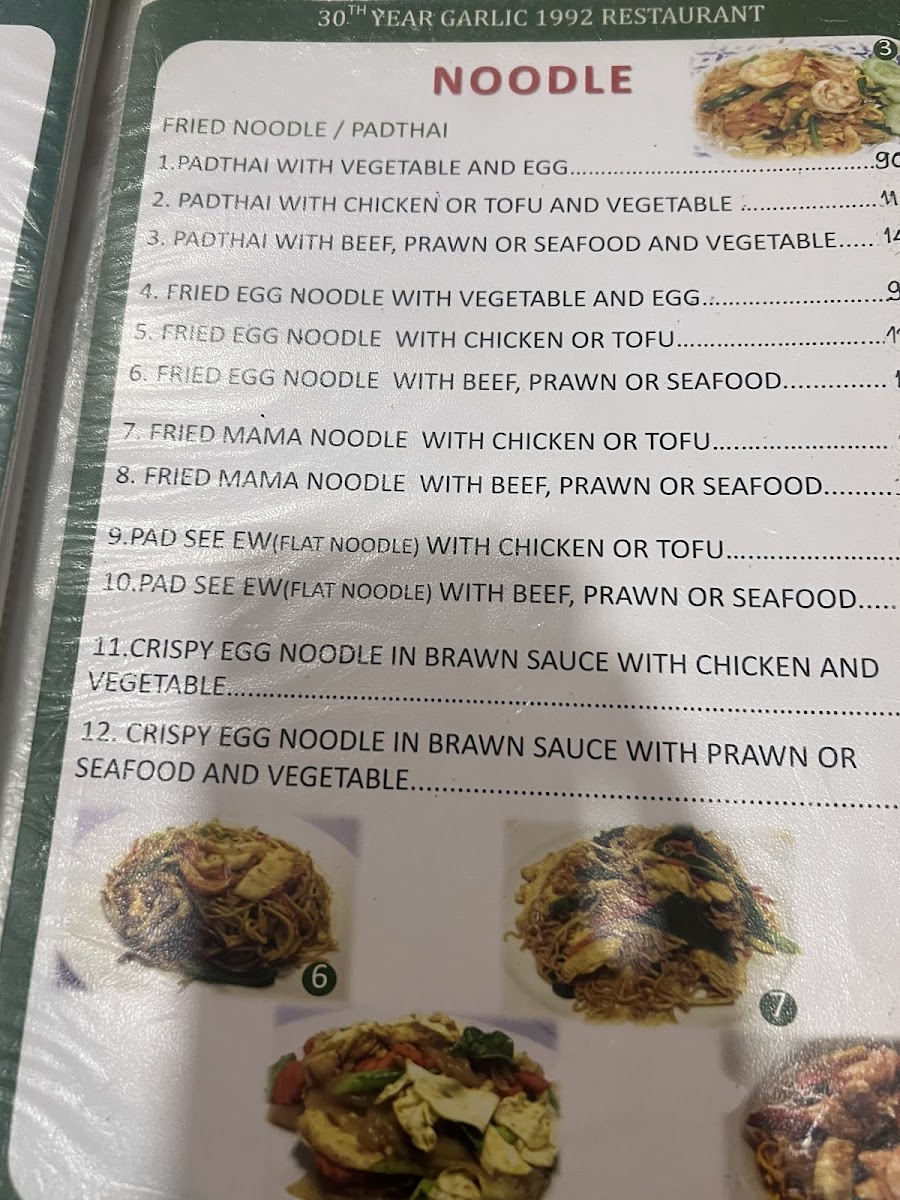 30TH YEAR GARLIC 1992 RESTAURANT
NOODLE
3
FRIED NOODLE / PADTHAI
1.PADTHAI WITH VEGETABLE AND EGG
2. PADTHAI WITH CHICKEN OR TOFU AND VEGETABLE
3. PADTHAI WITH BEEF, PRAWN OR SEAFOOD AND VEGETABLE
4. FRIED EGG NOODLE WITH VEGETABLE AND EGG
5. FRIED EGG NOODLE WITH CHICKEN OR TOFU
6. FRIED EGG NOODLE WITH BEEF, PRAWN OR SEAFOOD
7. FRIED MAMA NOODLE WITH CHICKEN OR TOFU
8. FRIED MAMA NOODLE WITH BEEF, PRAWN OR SEAFOOD
9.PAD SEE EW(FLAT NOODLE) WITH CHICKEN OR TOFU
10.PAD SEE EW(FLAT NOODLE) WITH BEEF, PRAWN OR SEAFOOD
11.CRISPY EGG NOODLE IN BRAWN SAUCE WITH CHICKEN AND
VEGETABLE
12. CRISPY EGG NOODLE IN BRAWN SAUCE WITH PRAWN OR
SEAFOOD AND VEGETABLE
6
7